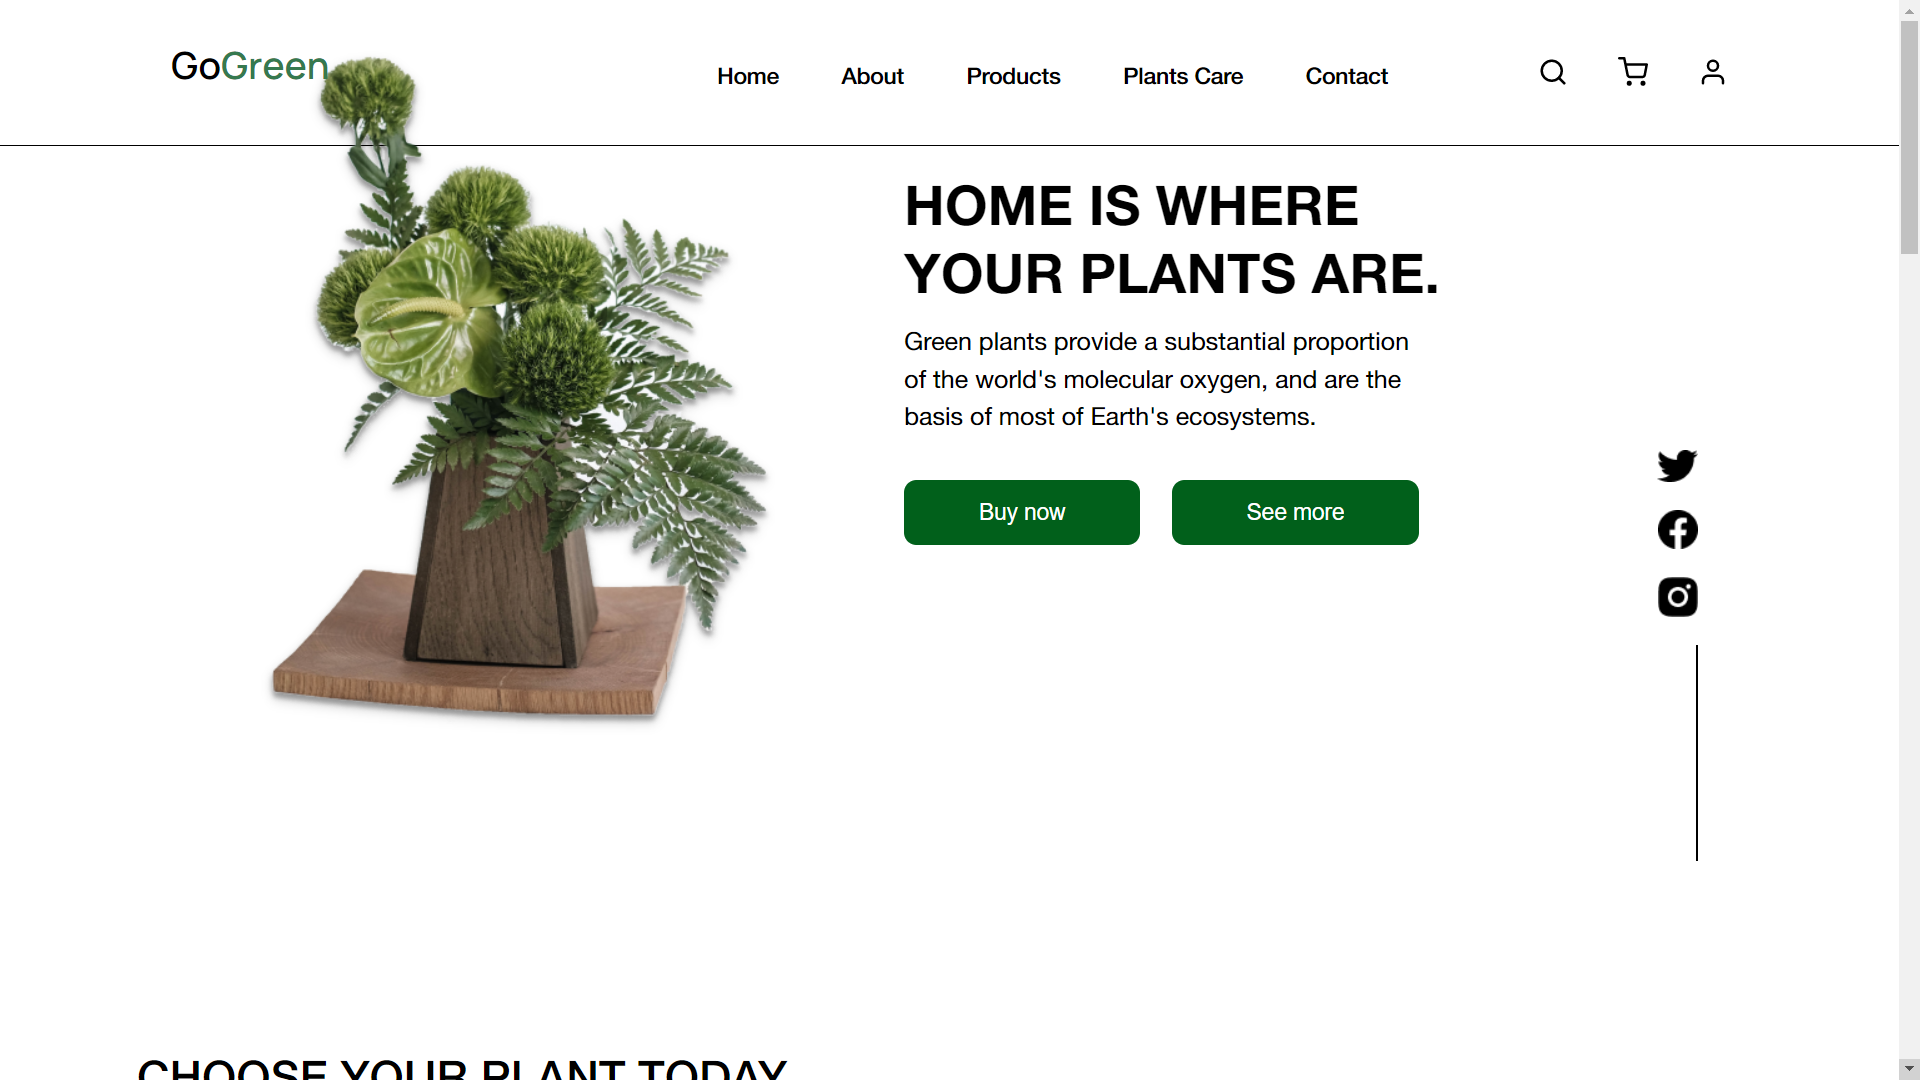 GoGreen
Home
About
Products
Plants Care
Contact
HOME IS WHERE
YOUR PLANTS ARE.
Green plants provide a substantial proportion
of the world's molecular oxygen, and are the
basis of most of Earth's ecosystems.
Buy now
See more
CHOOSE YOUR PLANT TODAY